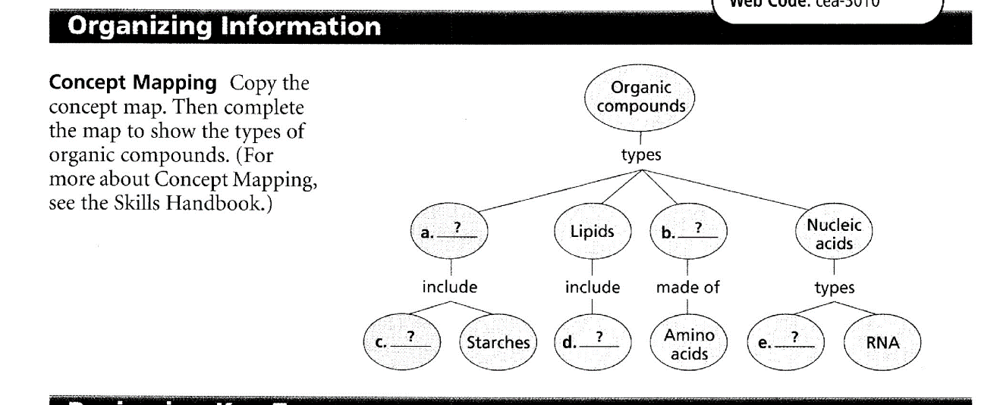 Web Code: cea-3010
Organizing Information
Concept Mapping Copy the
concept map. Then complete
the map to show the types of
organic compounds. (For
more about Concept Mapping,
see the Skills Handbook.)
Organic
compounds
types
a. ?
Lipids
b. ?
Nucleic
acids
include
include
made of
types
c. ?
Starches
d. ?
Amino
acids
e. ?
RNA